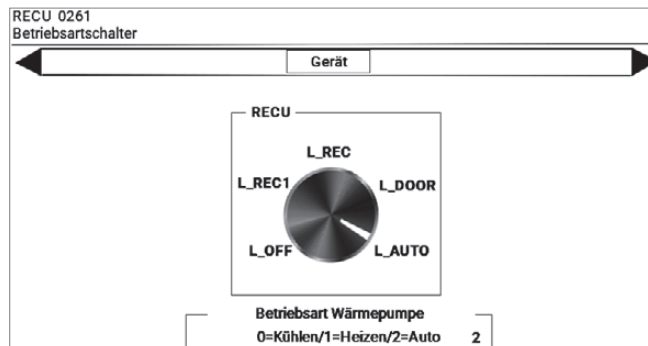 RECU 0261
Betriebsartschalter
Gerät
RECU
L_REC
L_REC1
L_DOOR
L_OFF
L_AUTO
Betriebsart Wärmepumpe
0=Kühlen/1=Heizen/2=Auto 2